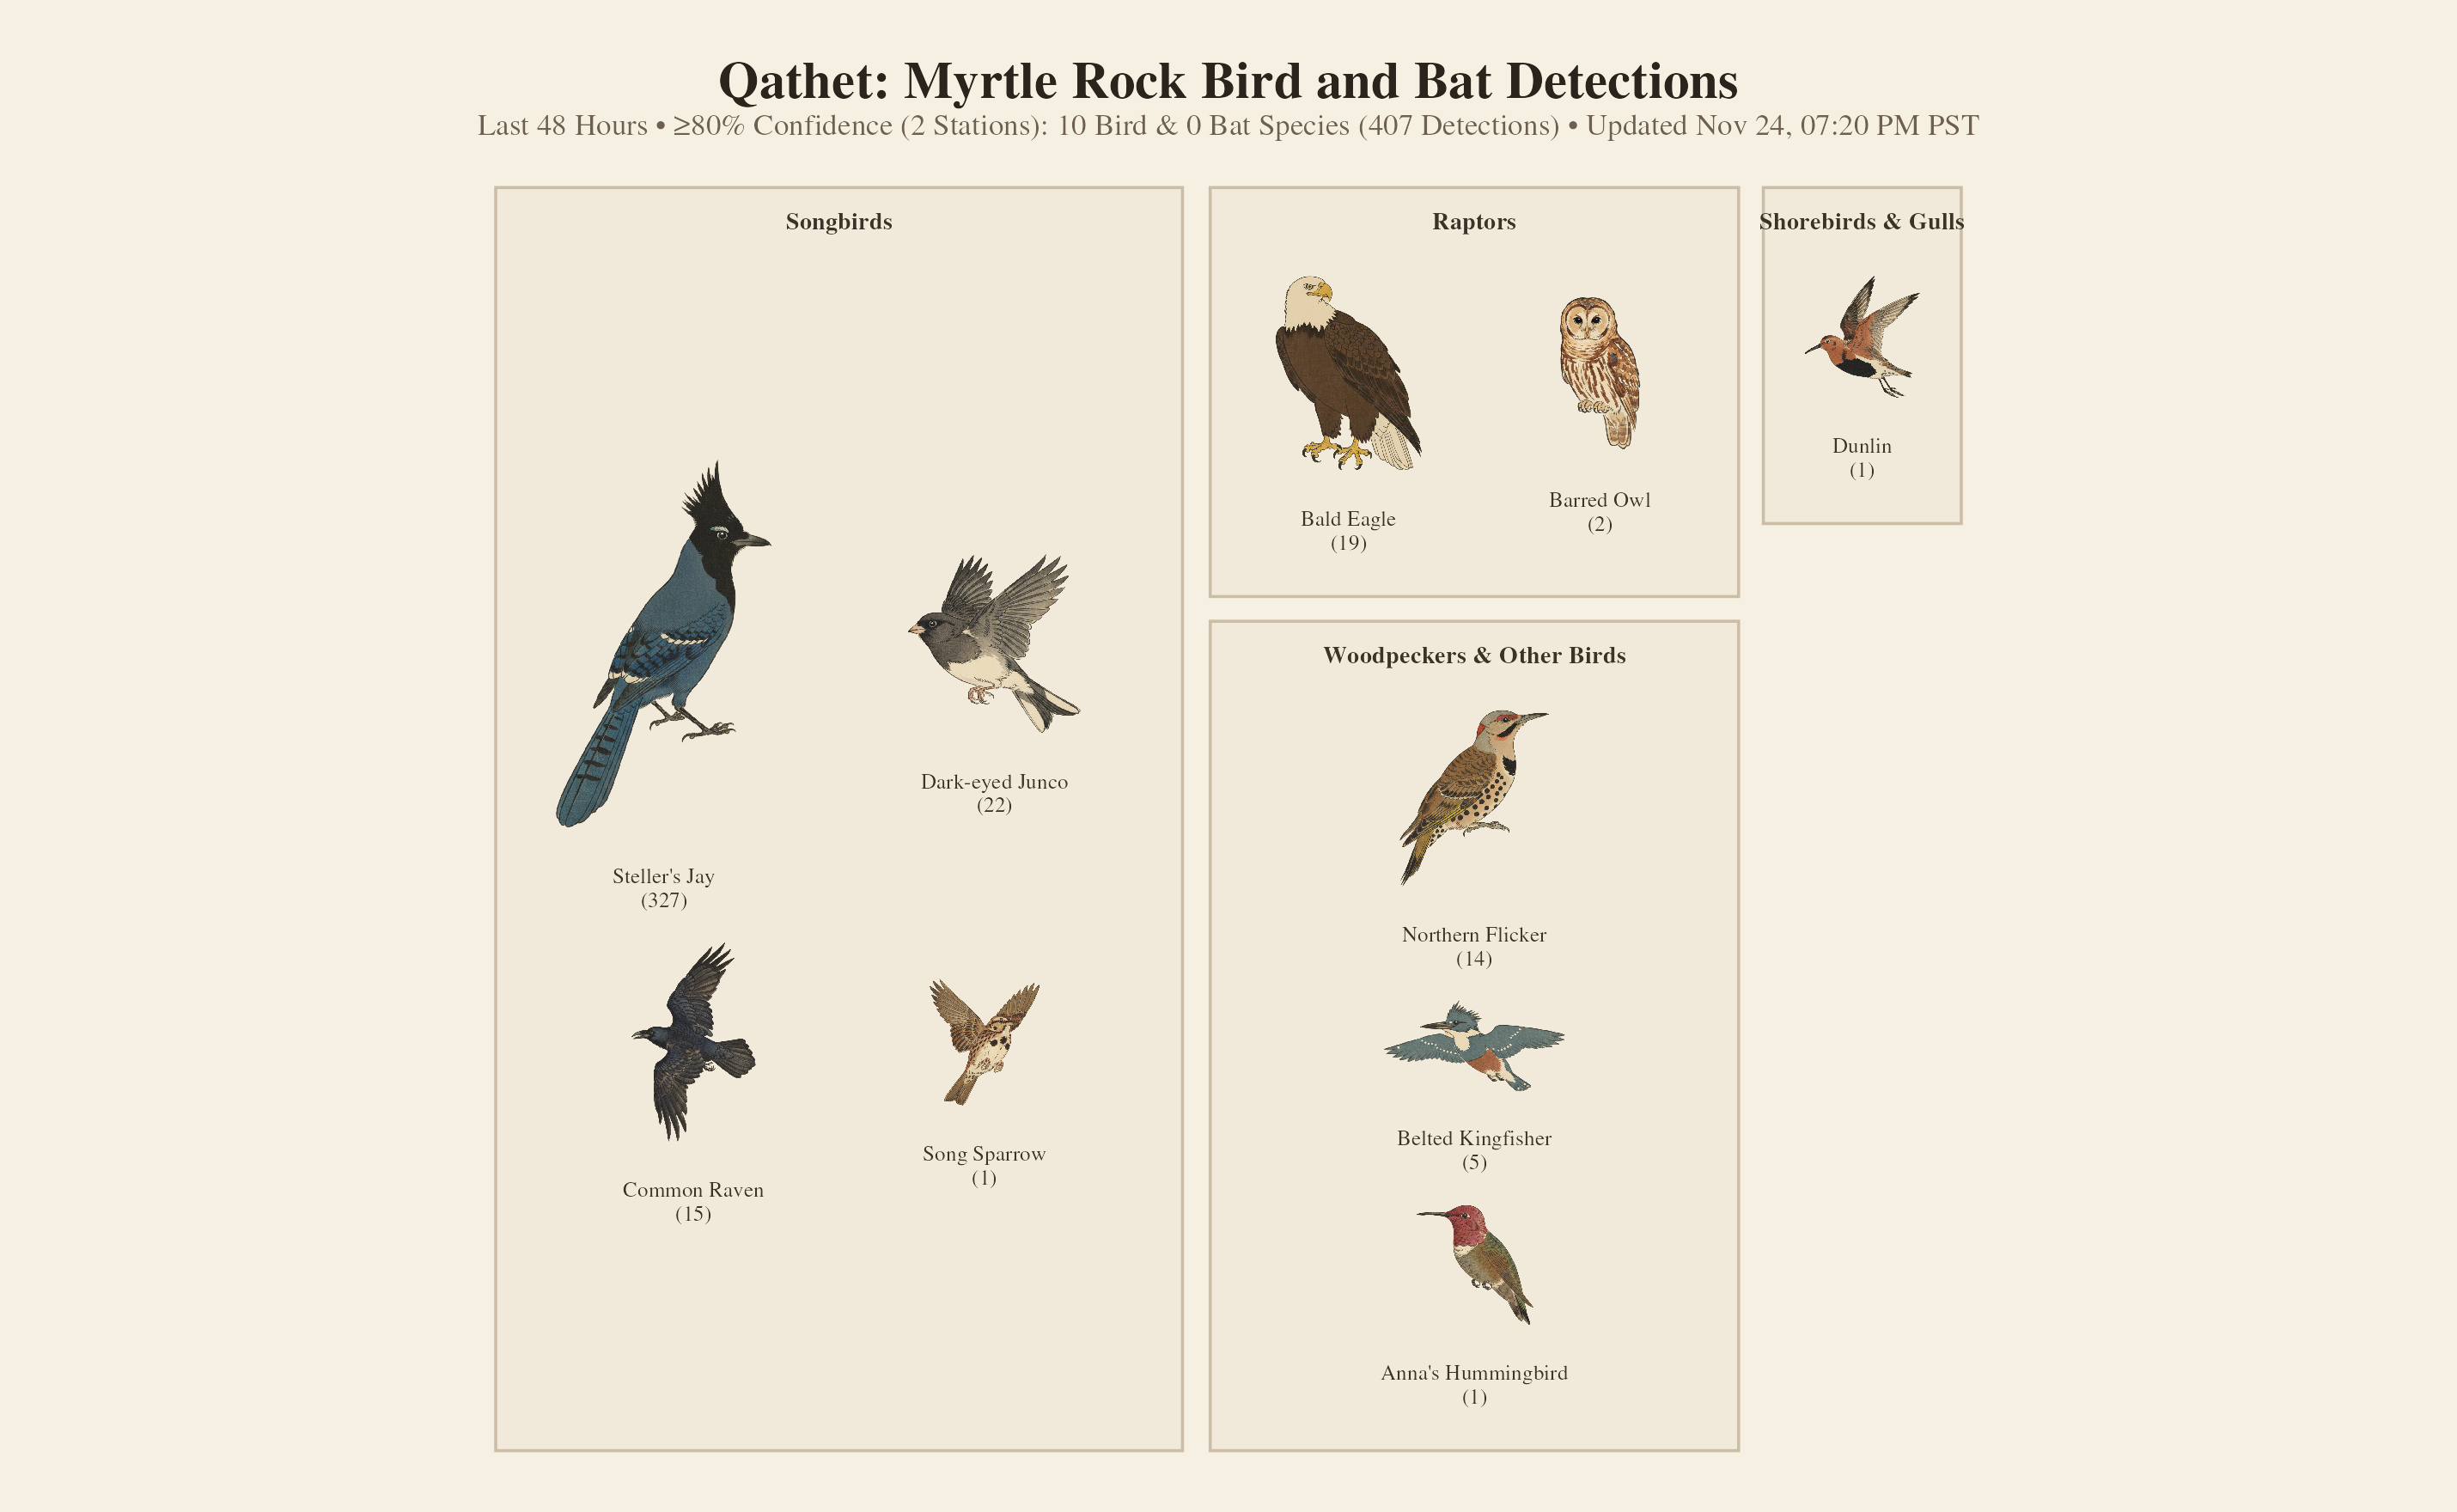 Qathet: Myrtle Rock Bird and Bat Detections
Last 48 Hours • ≥80% Confidence (2 Stations): 10 Bird & 0 Bat Species (407 Detections) • Updated Nov 24, 07:20 PM PST
Songbirds
Steller's Jay
(327)
Dark-eyed Junco
(22)
Common Raven
(15)
Song Sparrow
(1)
Raptors
Bald Eagle
(19)
Barred Owl
(2)
Woodpeckers & Other Birds
Northern Flicker
(14)
Belted Kingfisher
(5)
Anna's Hummingbird
(1)
Shorebirds & Gulls
Dunlin
(1)